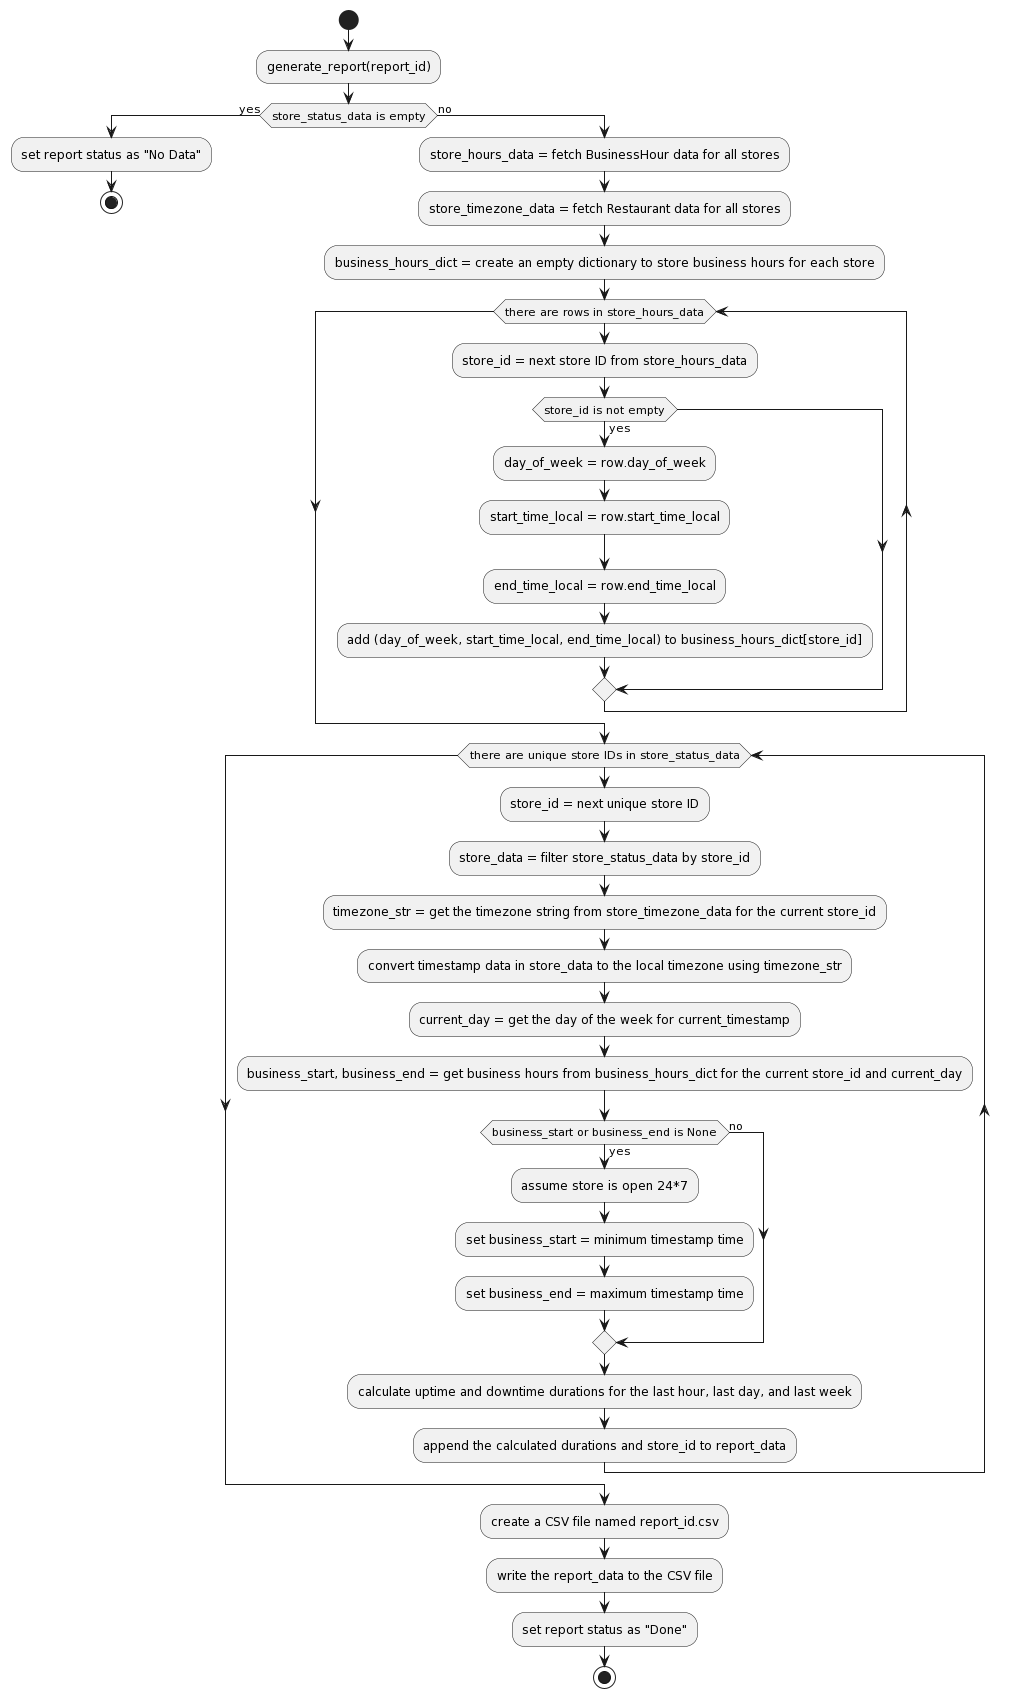 generate_report(report_id)
yes
store_status_data is empty
no
set report status as "No Data"
store_hours_data = fetch BusinessHour data for all stores
store_timezone_data = fetch Restaurant data for all stores
business_hours_dict = create an empty dictionary to store business hours for each store
there are rows in store_hours_data
store_id = next store ID from store_hours_data
store_id is not empty
yes
day_of_week = row.day_of_week
start_time_local = row.start_time_local
end_time_local = row.end_time_local
add (day_of_week, start_time_local, end_time_local) to business_hours_dict[store_id]
there are unique store IDs in store_status_data
store_id = next unique store ID
store_data = filter store_status_data by store_id
timezone_str = get the timezone string from store_timezone_data for the current store_id
convert timestamp data in store_data to the local timezone using timezone_str
current_day = get the day of the week for current_timestamp
business_start, business_end = get business hours from business_hours_dict for the current store_id and current_day
business_start or business_end is None
no
yes
assume store is open 24*7
set business_start = minimum timestamp time
set business_end = maximum timestamp time
calculate uptime and downtime durations for the last hour, last day, and last week
append the calculated durations and store_id to report_data
create a CSV file named report_id.csv
write the report_data to the CSV file
set report status as "Done"